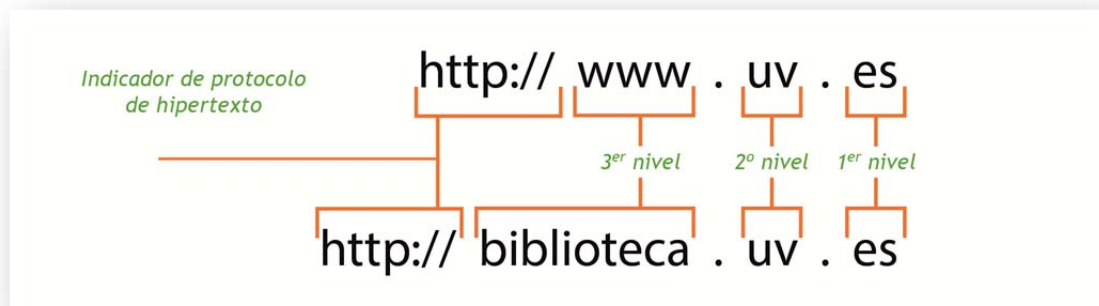 Indicador de protocolo
de hipertexto
http:// www . uv . es
3er nivel 2º nivel 1er nivel
http:// biblioteca . uv . es